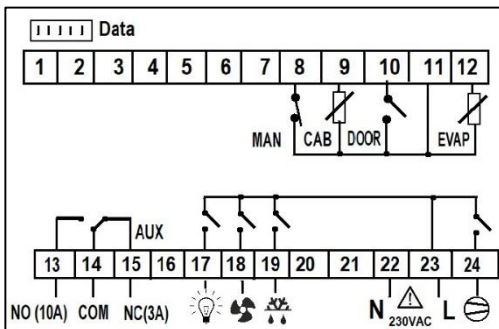 Data
1 2 3 4 5 6 7 8 9 10 11 12
MAN CAB DOOR EVAP
AUX
13 14 15 16 17 18 19 20 21 22 23 24
NO (10A) COM NC(3A) N L
230VAC